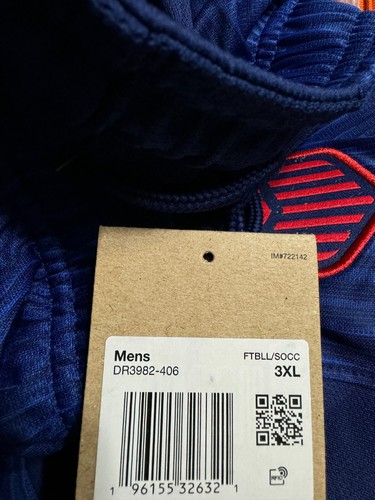 IM#722142
Mens
FTBLL/SOCC
DR3982-406
3XL
RFID
1 96155 32632 1